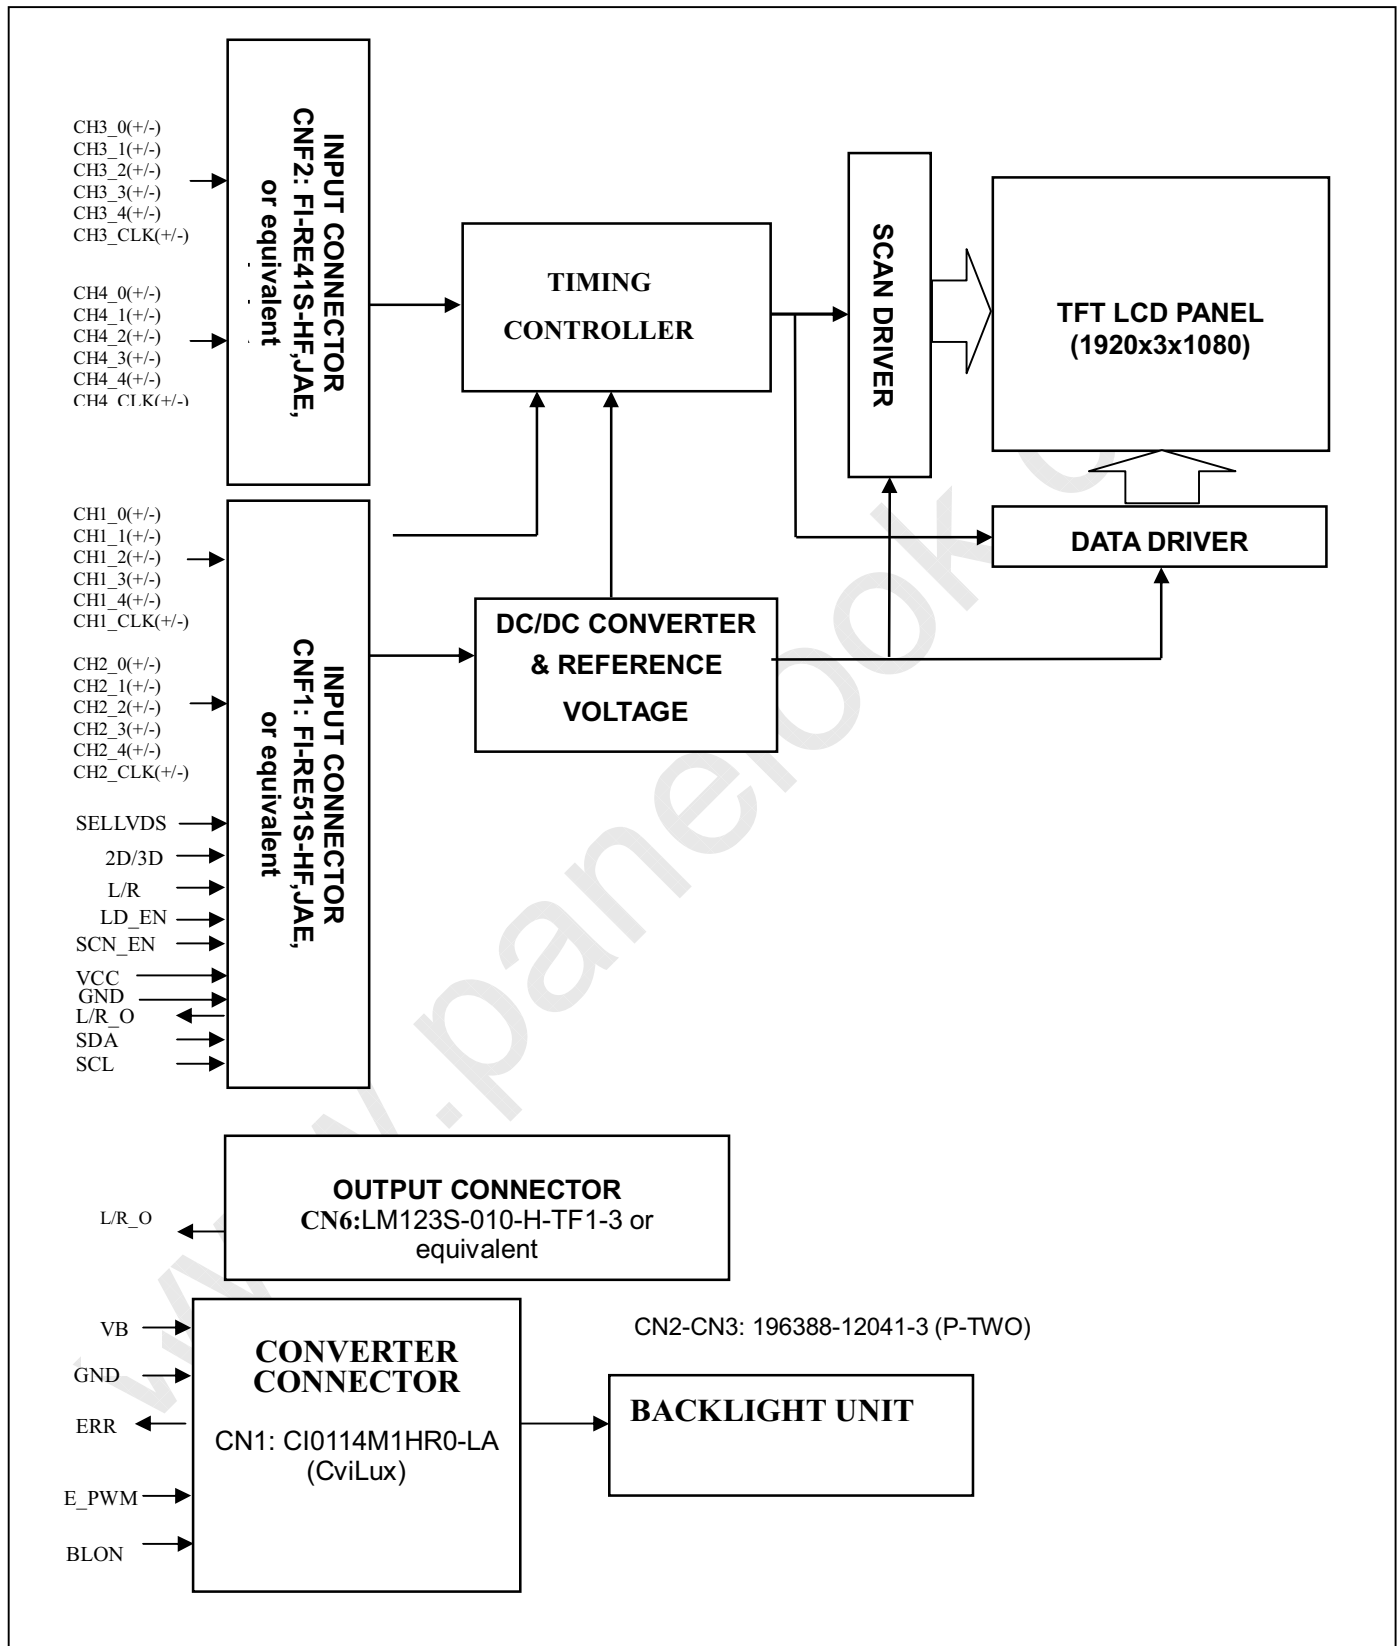 CH3_0(+/-)
CH3_1(+/-)
CH3_2(+/-)
CH3_3(+/-)
CH3_4(+/-)
CH3_CLK(+/-)
CH4_0(+/-)
CH4_1(+/-)
CH4_2(+/-)
CH4_3(+/-)
CH4_4(+/-)
CH4_CLK(+/-)
INPUT CONNECTOR
CNF2: FI-RE41S-HF,JAE,
or equivalent
TIMING
CONTROLLER
SCAN DRIVER
TFT LCD PANEL
(1920x3x1080)
DATA DRIVER
CH1_0(+/-)
CH1_1(+/-)
CH1_2(+/-)
CH1_3(+/-)
CH1_4(+/-)
CH1_CLK(+/-)
CH2_0(+/-)
CH2_1(+/-)
CH2_2(+/-)
CH2_3(+/-)
CH2_4(+/-)
CH2_CLK(+/-)
SELLVDS
2D/3D
L/R
LD_EN
SCN_EN
VCC
GND
L/R_O
SDA
SCL
INPUT CONNECTOR
CNF1: FI-RE51S-HF,JAE,
or equivalent
DC/DC CONVERTER
& REFERENCE
VOLTAGE
L/R_O
OUTPUT CONNECTOR
CN6:LM123S-010-H-TF1-3 or
equivalent
VB
GND
ERR
E_PWM
BLON
CONVERTER
CONNECTOR
CN1: CI0114M1HR0-LA
(CviLux)
CN2-CN3: 196388-12041-3 (P-TWO)
BACKLIGHT UNIT